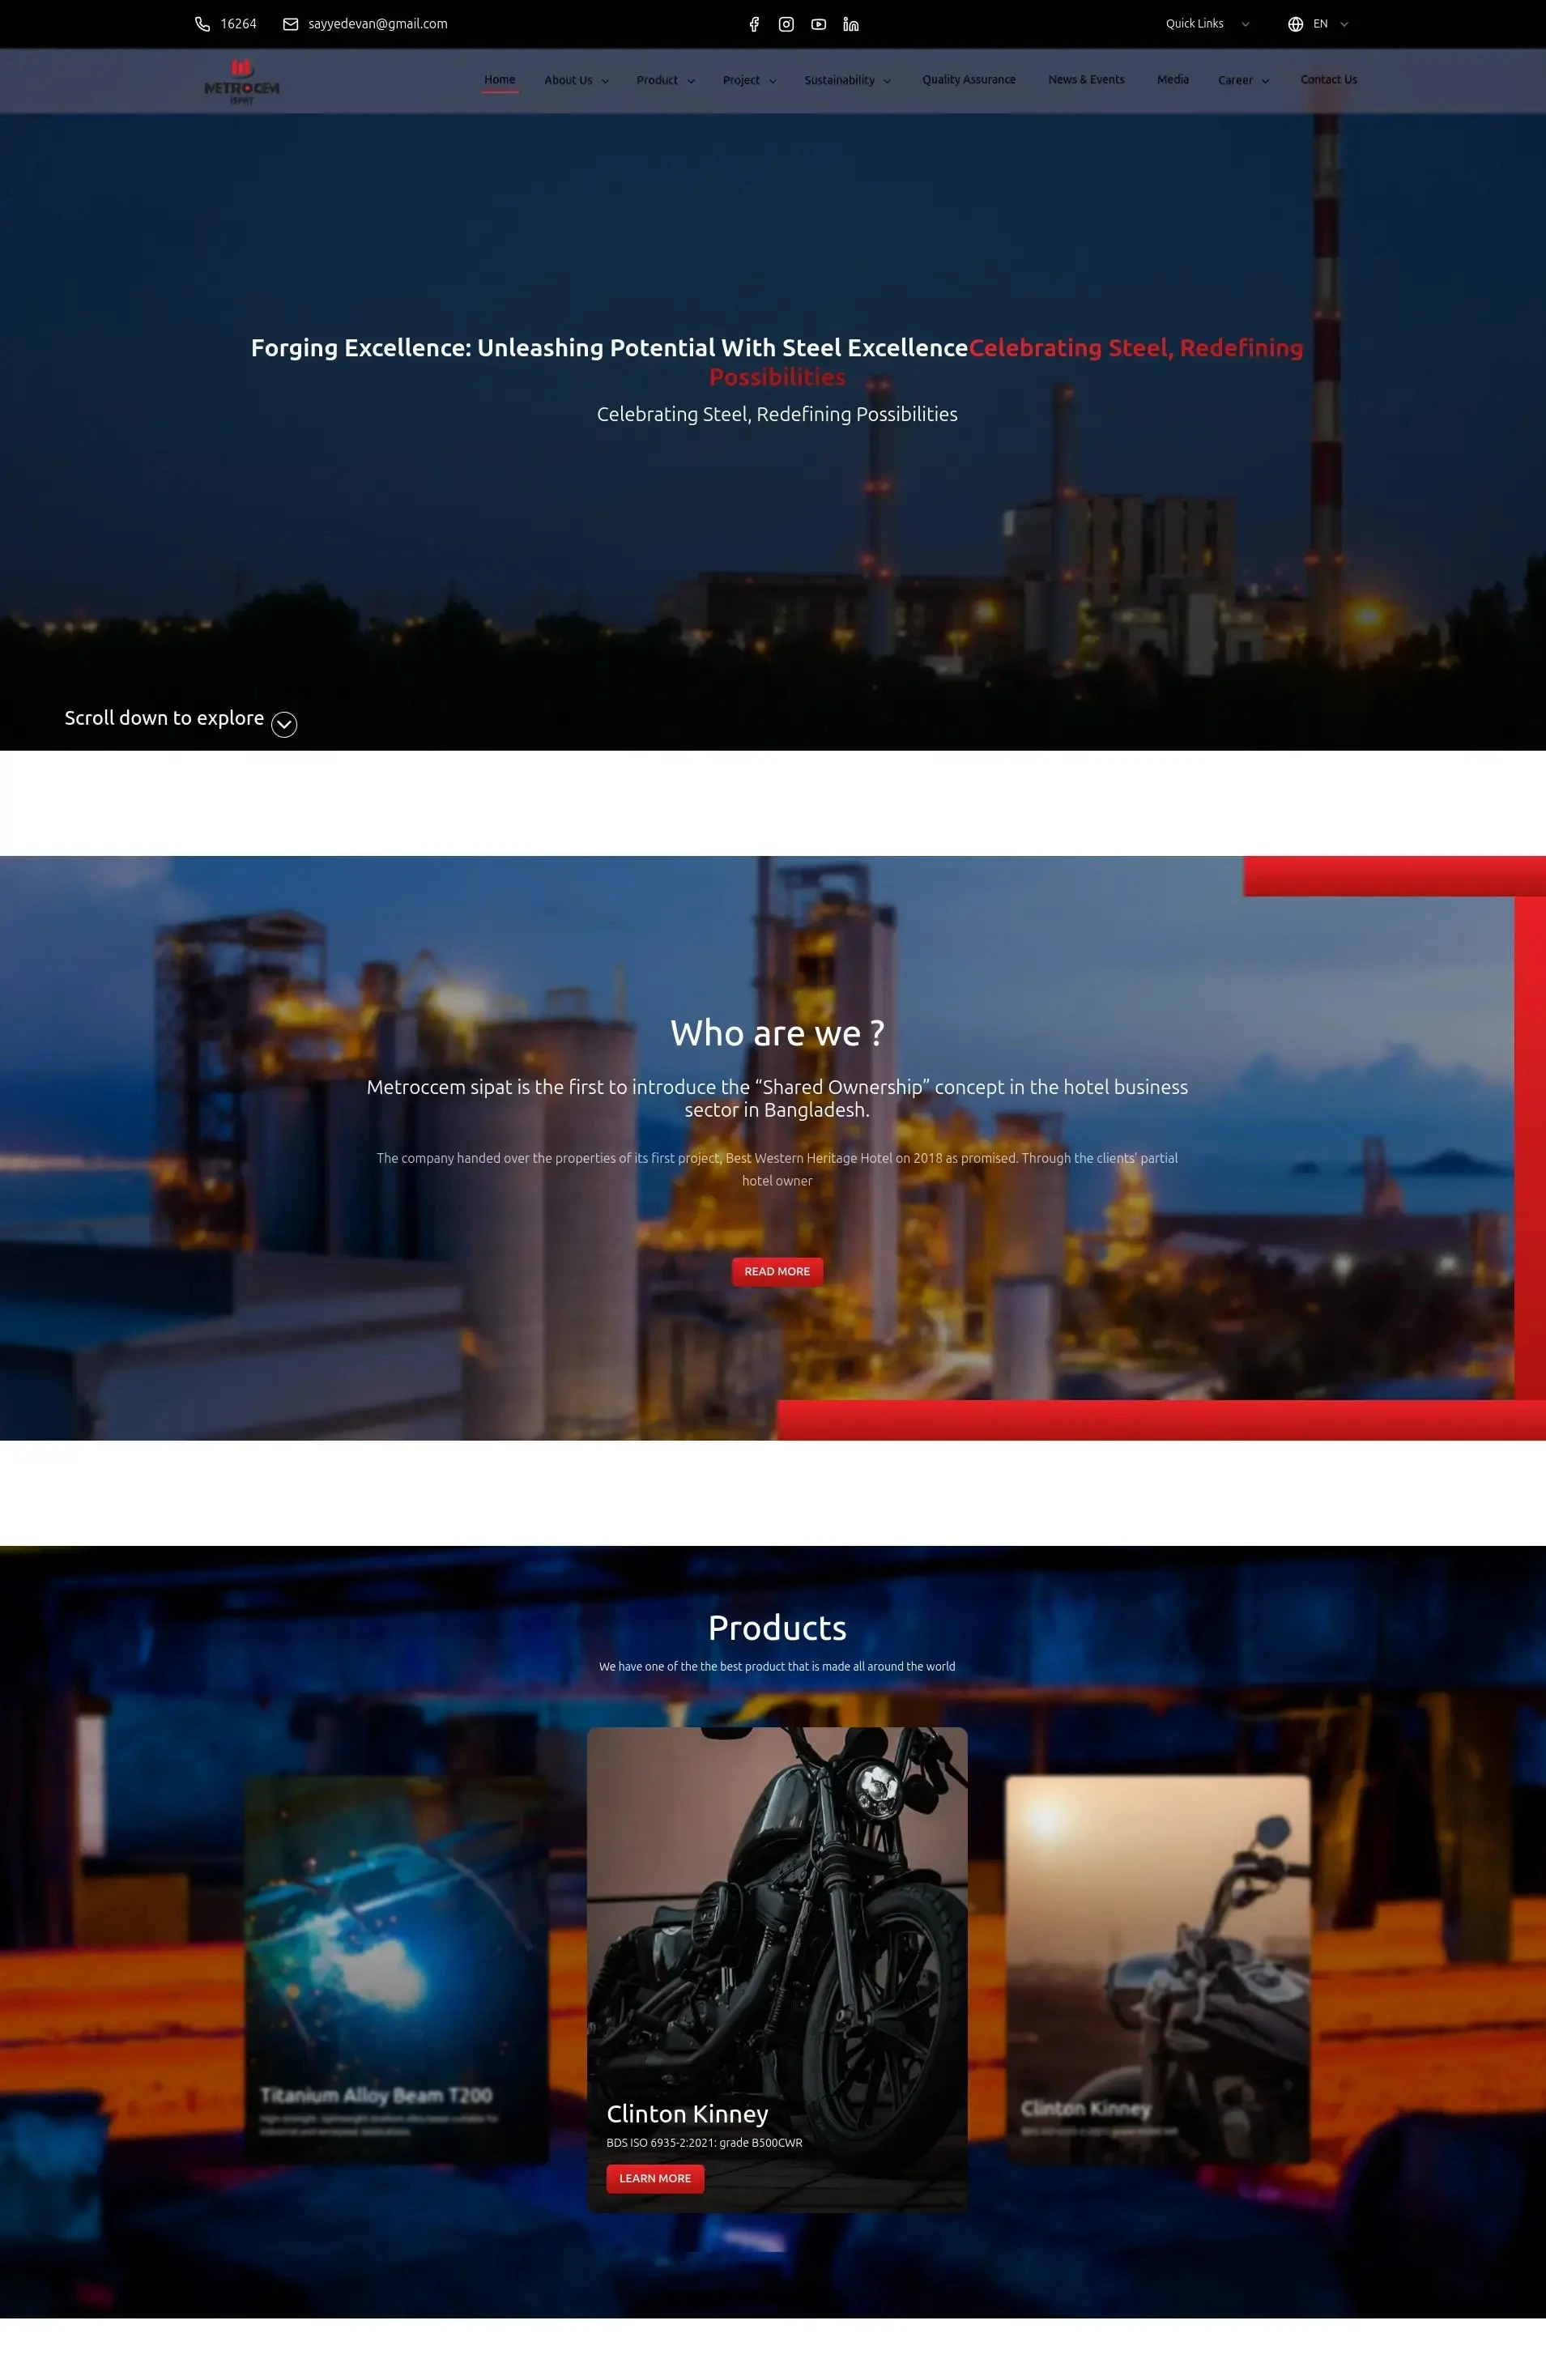 16264
sayyedevan@gmail.com
Quick Links
EN
METROCEM
ISPAT
Home
About Us
Product
Project
Sustainability
Quality Assurance
News & Events
Media
Career
Contact Us
Forging Excellence: Unleashing Potential With Steel ExcellenceCelebrating Steel, Redefining
Possibilities
Celebrating Steel, Redefining Possibilities
Scroll down to explore
Who are we ?
Metroccem sipat is the first to introduce the “Shared Ownership” concept in the hotel business
sector in Bangladesh.
The company handed over the properties of its first project, Best Western Heritage Hotel on 2018 as promised. Through the clients’ partial
hotel owner
READ MORE
Products
We have one of the the best product that is made all around the world
Titanium Alloy Beam T200
Clinton Kinney
BDS ISO 6935-2:2021: grade B500CWR
LEARN MORE
Clinton Kinney